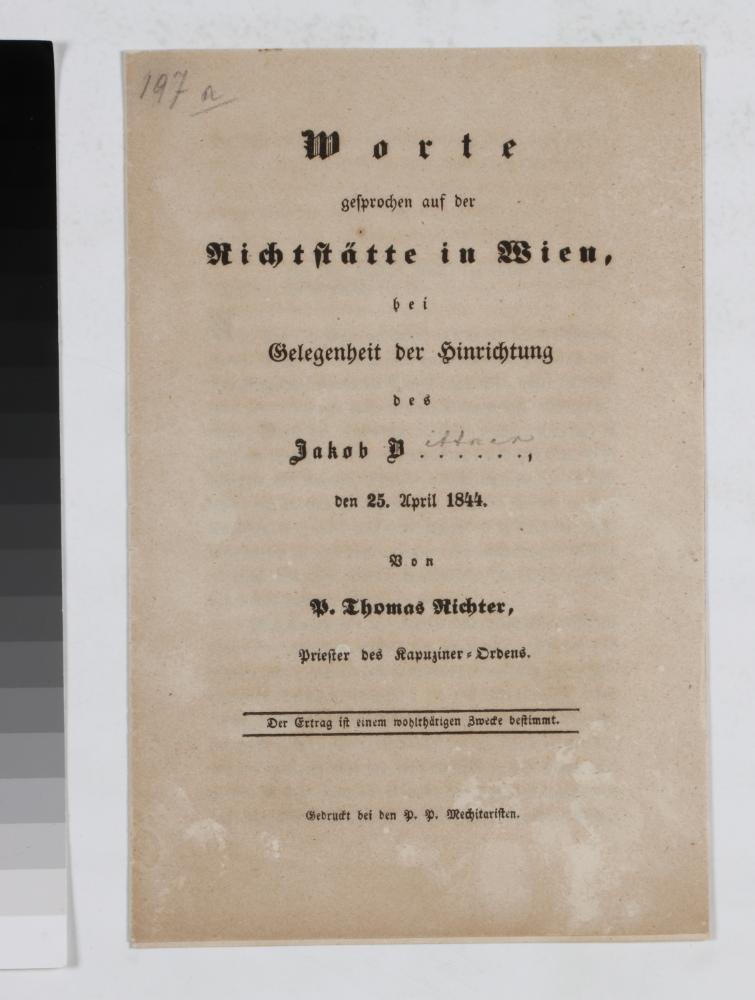 197 a
Worte
gesprochen auf der
Richtstätte in Wien,
bei
Gelegenheit der Hinrichtung
des
Jakob B ittner . . . . . . ,
den 25. April 1844.
Von
P. Thomas Richter,
Priester des Kapuziner-Ordens.
Der Ertrag ist einem wohlthätigen Zwecke bestimmt.
Gedruckt bei den P. P. Mechitaristen.